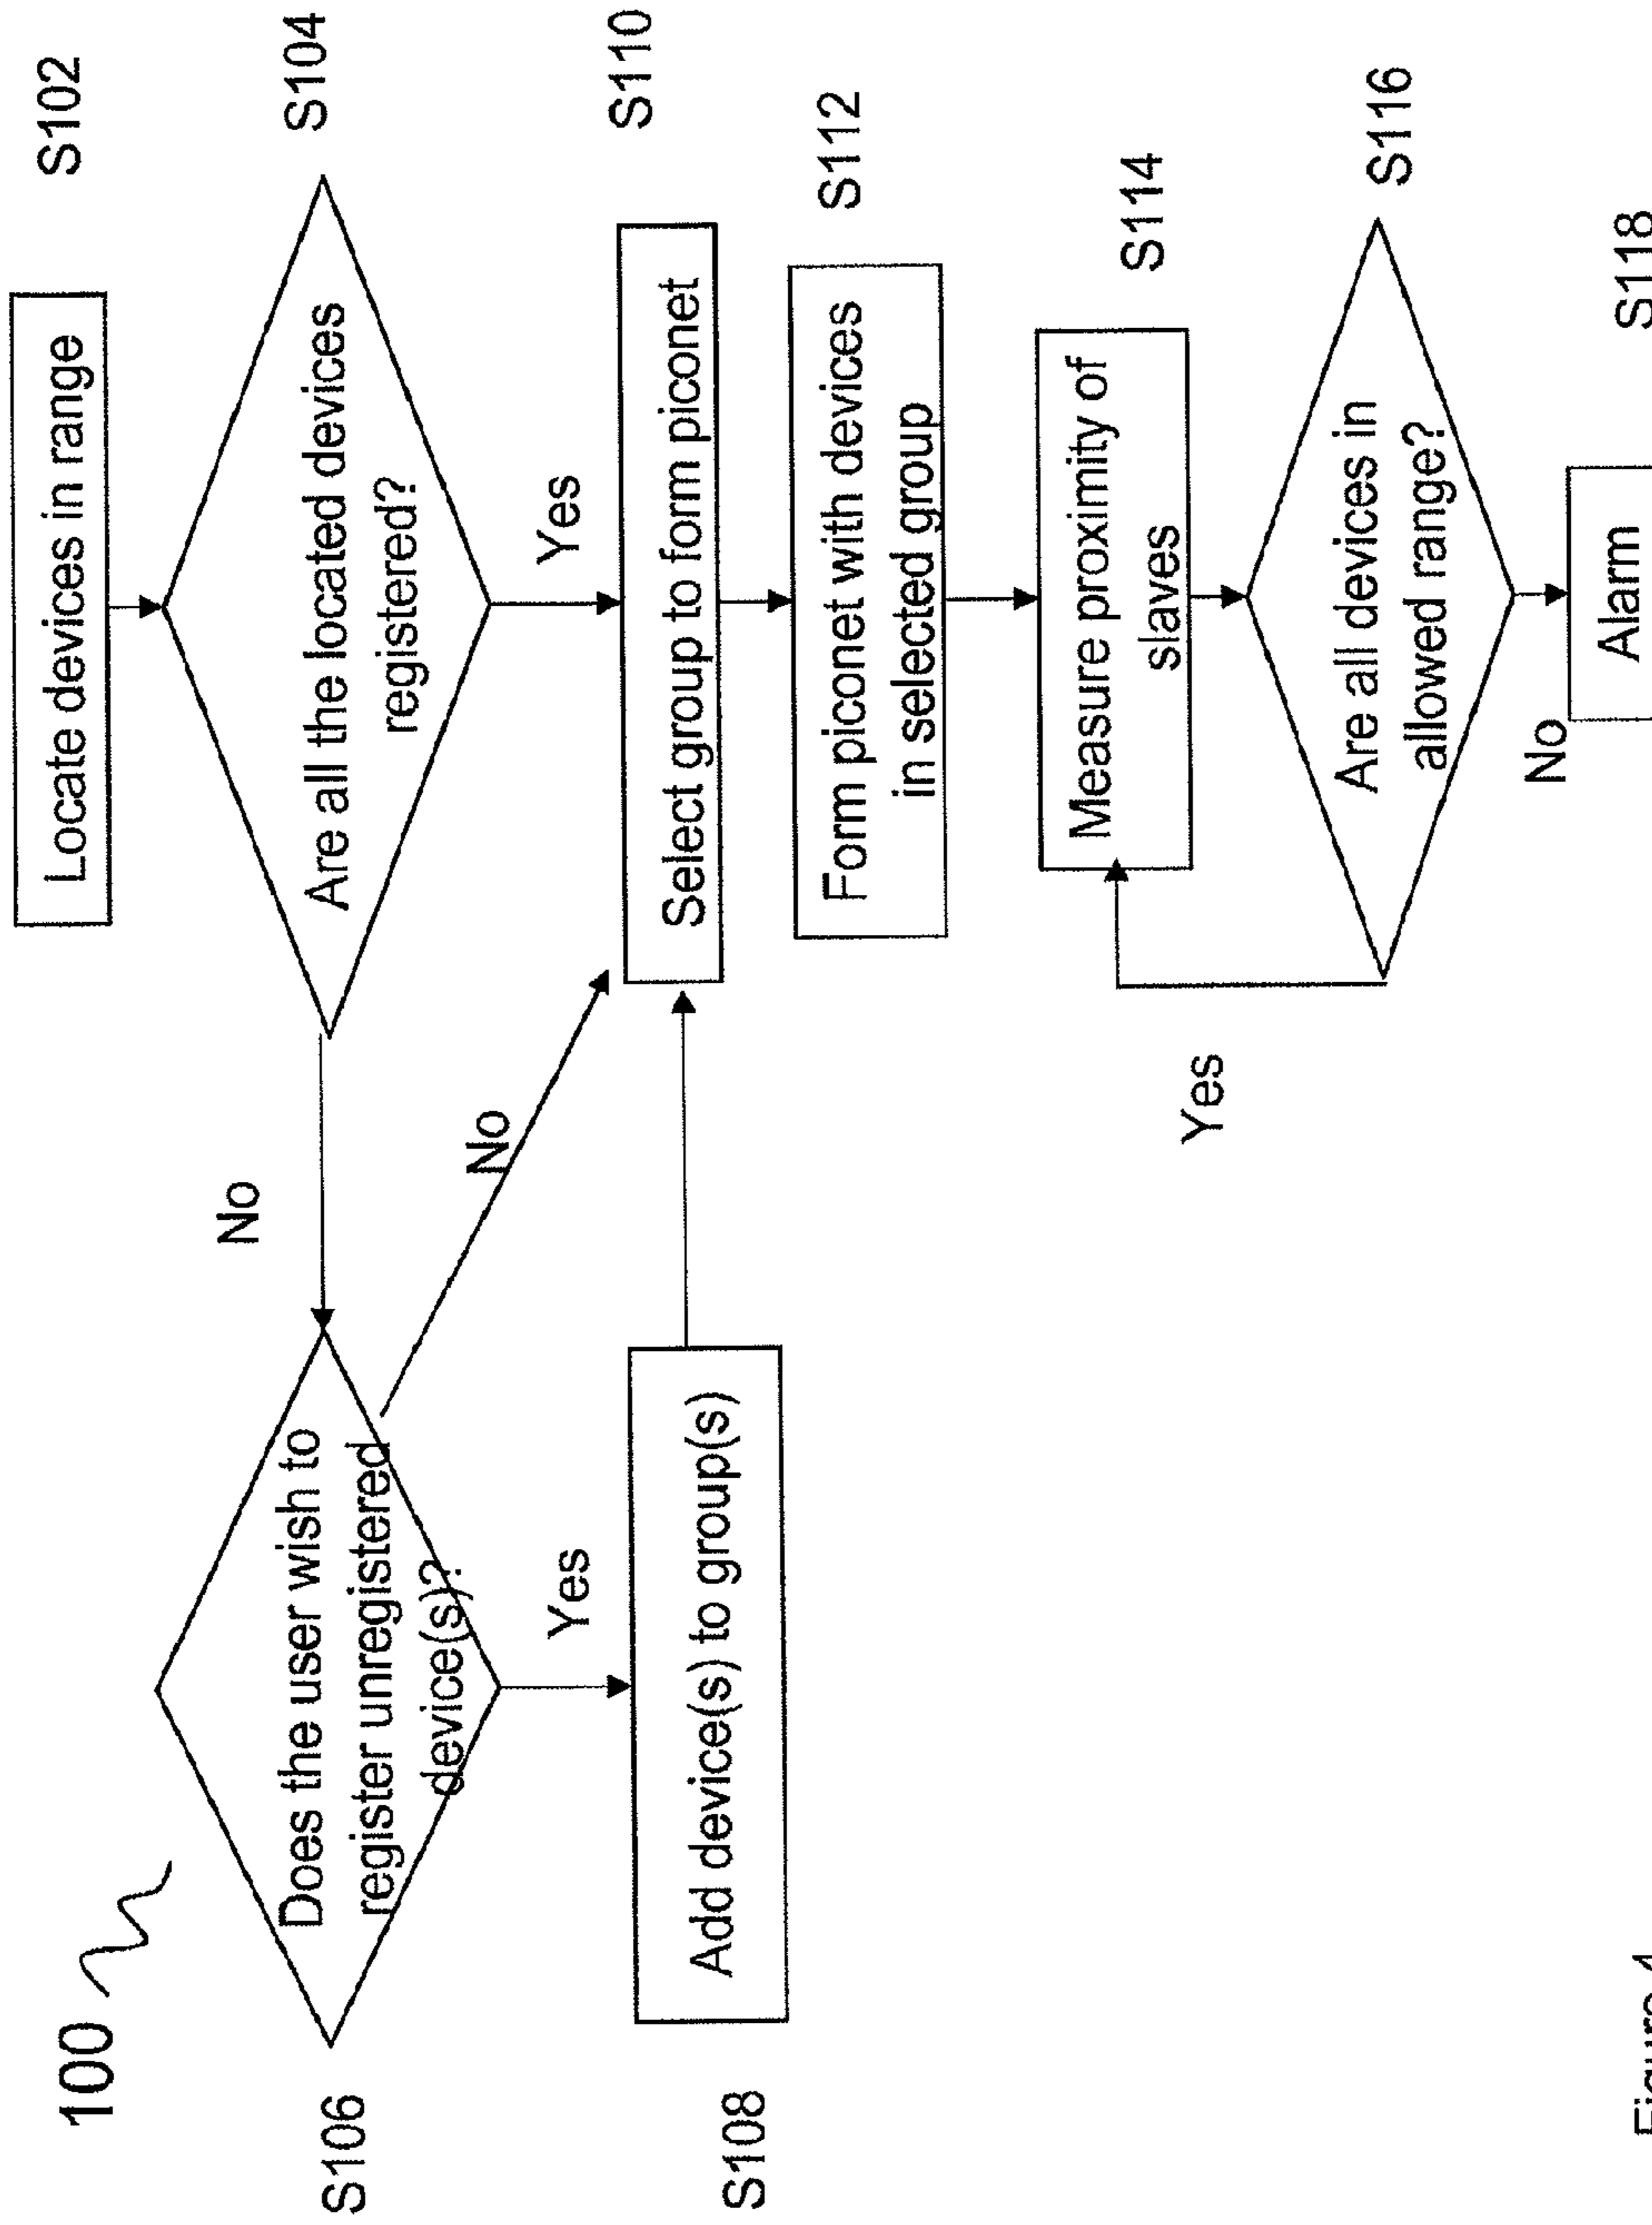 100
Locate devices in range
S102
Are all the located devices
registered?
S104
No
Yes
S106
Does the user wish to
register unregistered
device(s)?
No
Yes
S108
Add device(s) to group(s)
Select group to form piconet
S110
Form piconet with devices
in selected group
S112
Measure proximity of
slaves
S114
Yes
Are all devices in
allowed range?
S116
No
Alarm
S118
Figure 4